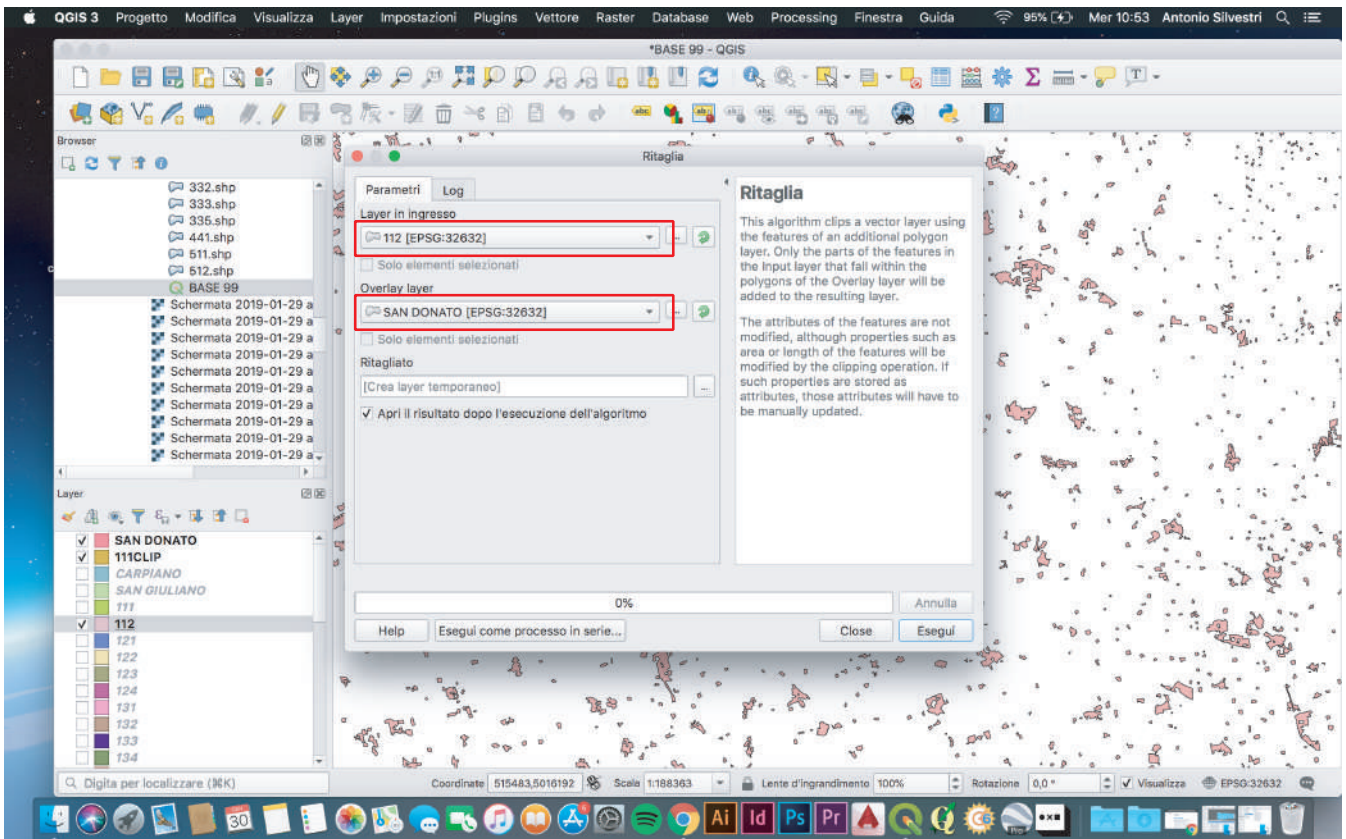 QGIS 3 Progetto Modifica Visualizza Layer Impostazioni Plugins Vettore Raster Database Web Processing Finestra Guida 95% Mer 10:53 Antonio Silvestri
*BASE 99 - QGIS
Browser
332.shp
333.shp
335.shp
441.shp
511.shp
512.shp
BASE 99
Schermata 2019-01-29 a
Schermata 2019-01-29 a
Schermata 2019-01-29 a
Schermata 2019-01-29 a
Schermata 2019-01-29 a
Schermata 2019-01-29 a
Schermata 2019-01-29 a
Schermata 2019-01-29 a
Schermata 2019-01-29 a
Schermata 2019-01-29 a
Layer
SAN DONATO
111CLIP
CARPIANO
SAN GIULIANO
111
112
121
122
123
124
131
132
133
134
Ritaglia
Parametri Log
Layer in ingresso
112 [EPSG:32632]
Solo elementi selezionati
Overlay layer
SAN DONATO [EPSG:32632]
Solo elementi selezionati
Ritagliato
[Crea layer temporaneo]
Apri il risultato dopo l'esecuzione dell'algoritmo
Ritaglia
This algorithm clips a vector layer using
the features of an additional polygon
layer. Only the parts of the features in
the Input layer that fall within the
polygons of the Overlay layer will be
added to the resulting layer.
The attributes of the features are not
modified, although properties such as
area or length of the features will be
modified by the clipping operation. If
such properties are stored as
attributes, those attributes will have to
be manually updated.
0% Annulla
Help Esegui come processo in serie... Close Esegui
Digita per localizzare (⌘K) Coordinate 515483,5016192 Scala 1:188363 Lente d'ingrandimento 100% Rotazione 0,0 ° Visualizza EPSG:32632
30 Ai Id Ps Pr